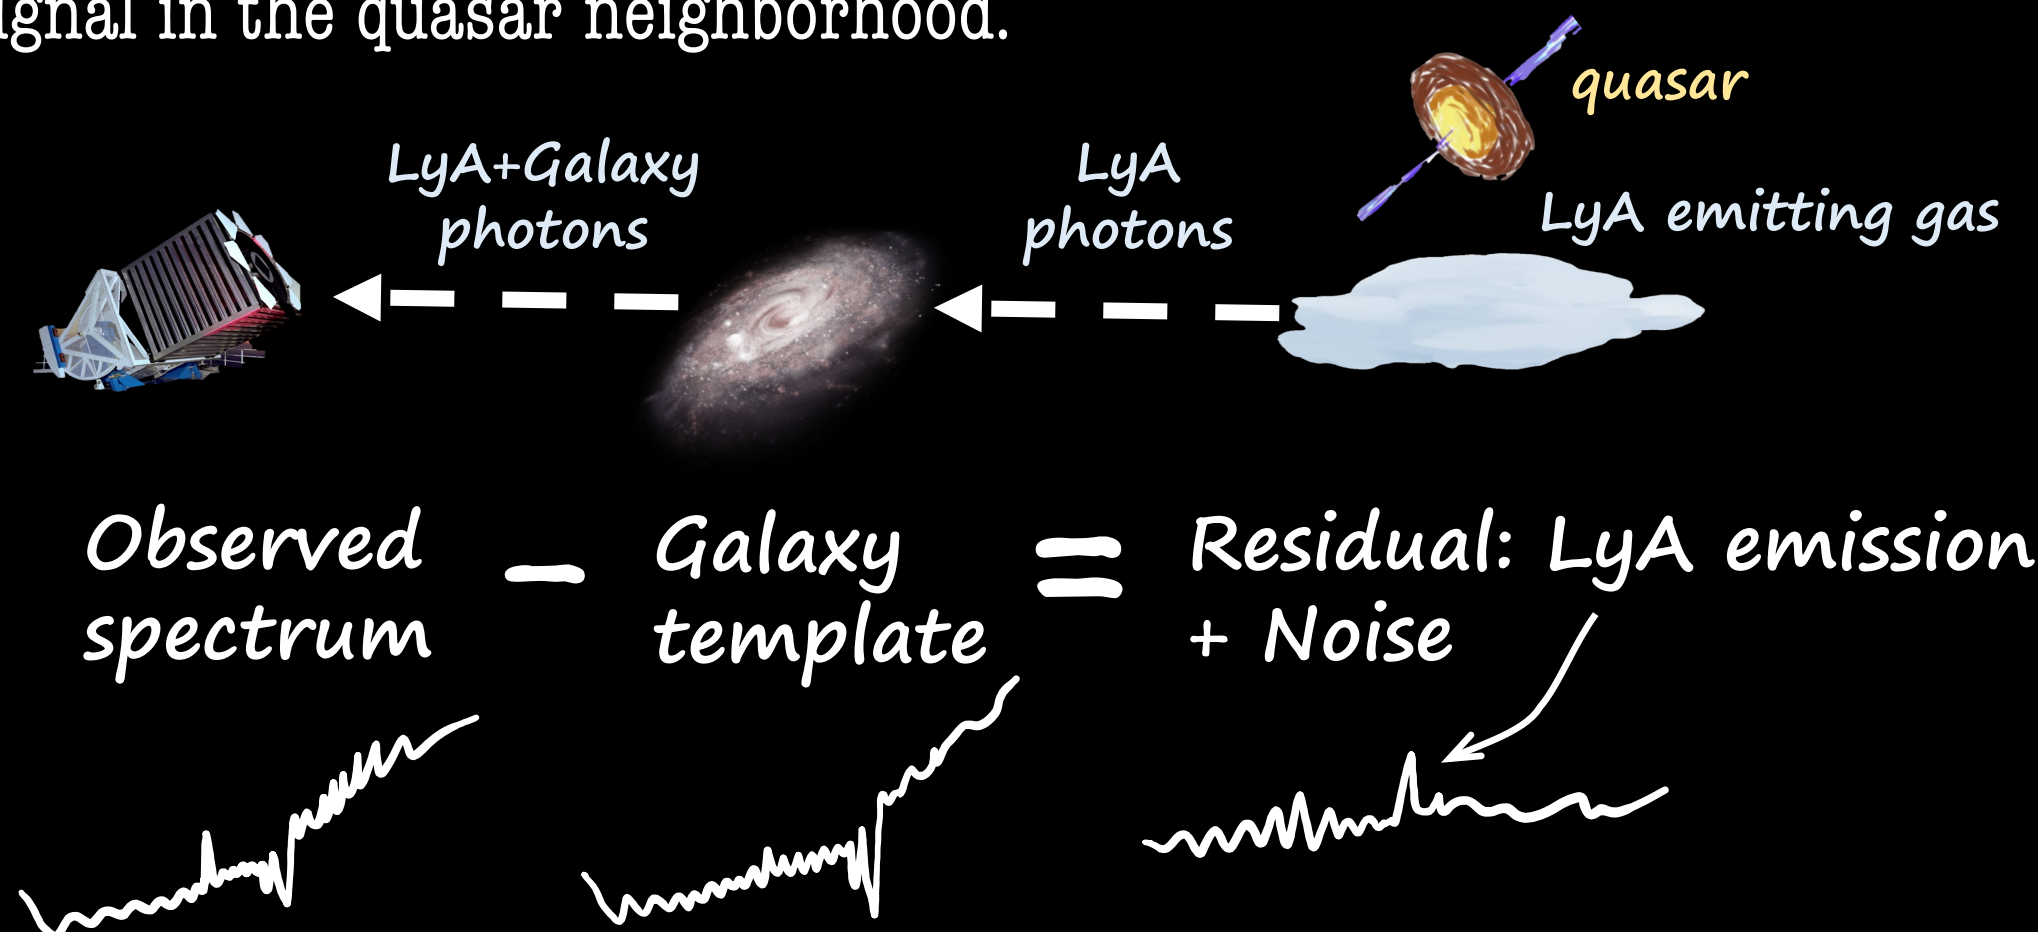 ignal in the quasar neighborhood.
quasar
LyA+Galaxy
photons
LyA
photons
LyA emitting gas
Observed
spectrum
–
Galaxy
template
=
Residual: LyA emission
+ Noise